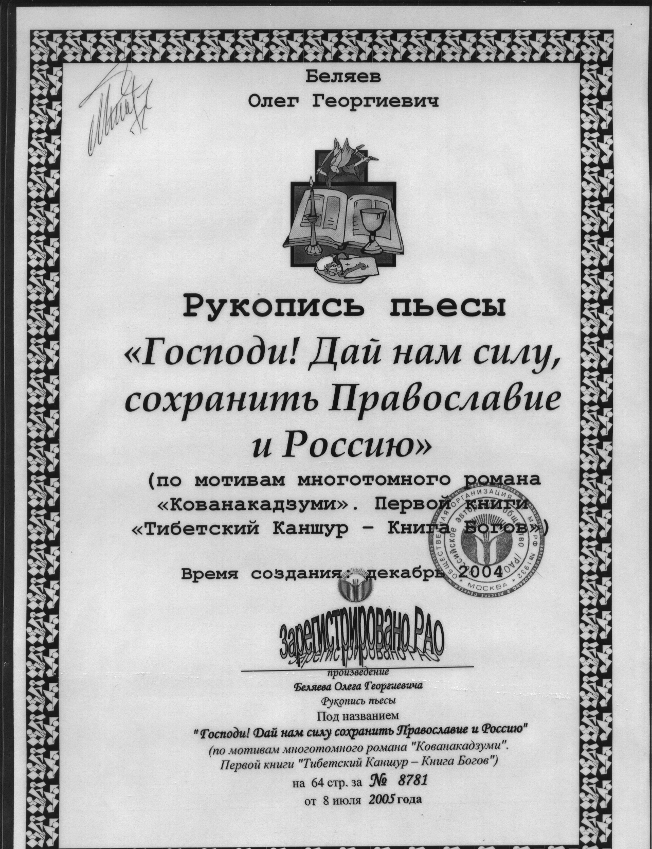 Беляев
Олег Георгиевич
Рукопись пьесы
«Господи! Дай нам силу,
сохранить Православие
и Россию»
(по мотивам многотомного романа
«Кованакадзуми». Первой книги
«Тибетский Каншур – Книга Богов»)
Время создания: декабрь 2004
МОСКВА
Зарегистрировано РАО
произведение
Беляева Олега Георгиевича
Рукопись пьесы
Под названием
"Господи! Дай нам силу сохранить Православие и Россию"
(по мотивам многотомного романа "Кованакадзуми".
Первой книги "Тибетский Каншур – Книга Богов")
на 64 стр. за № 8781
от 8 июля 2005 года